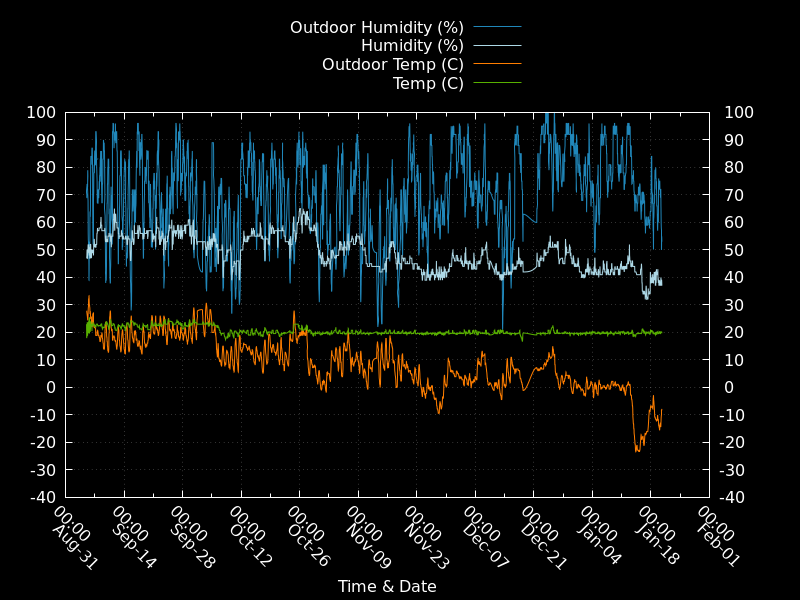 Outdoor Humidity (%)
Humidity (%)
Outdoor Temp (C)
Temp (C)
100 100
90 90
80 80
70 70
60 60
50 50
40 40
30 30
20 20
10 10
0 0
-10 -10
-20 -20
-30 -30
-40 -40
00:00 00:00 00:00 00:00 00:00 00:00 00:00 00:00 00:00 00:00 00:00 00:00
Aug-31 Sep-14 Sep-28 Oct-12 Oct-26 Nov-09 Nov-23 Dec-07 Dec-21 Jan-04 Jan-18 Feb-01
Time & Date